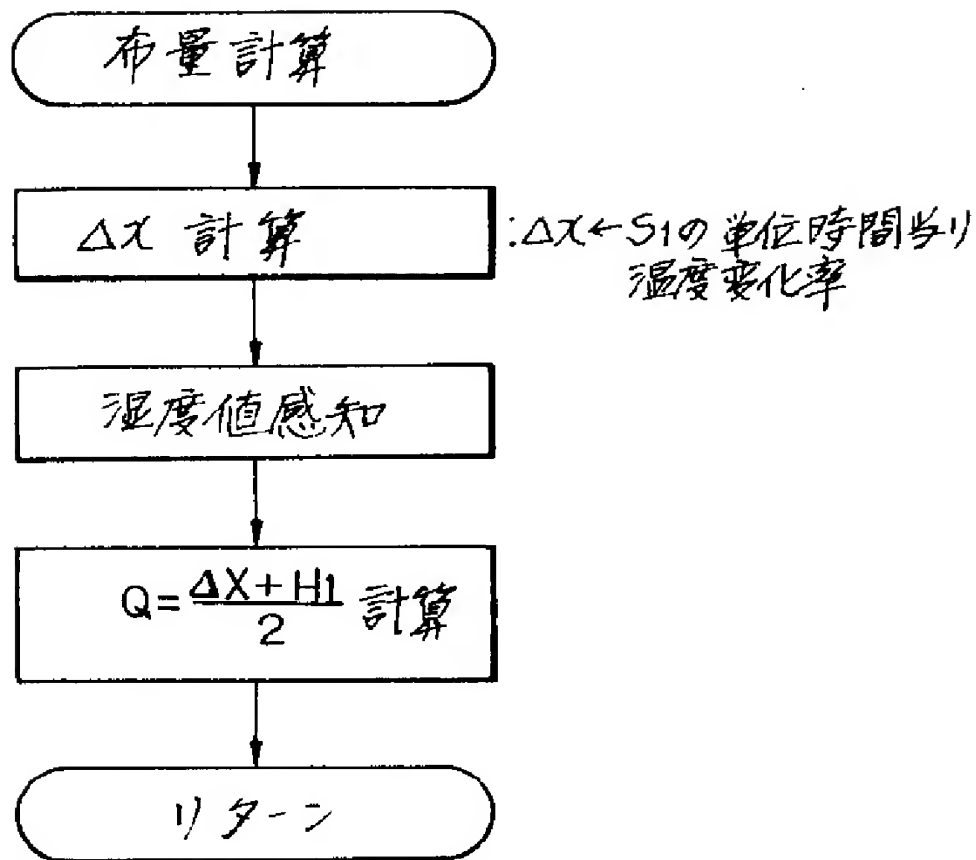 布量計算
Δx 計算
:Δx←S1の単位時間当り
温度変化率
湿度値感知
Q=ΔX+H1/2 計算
リターン